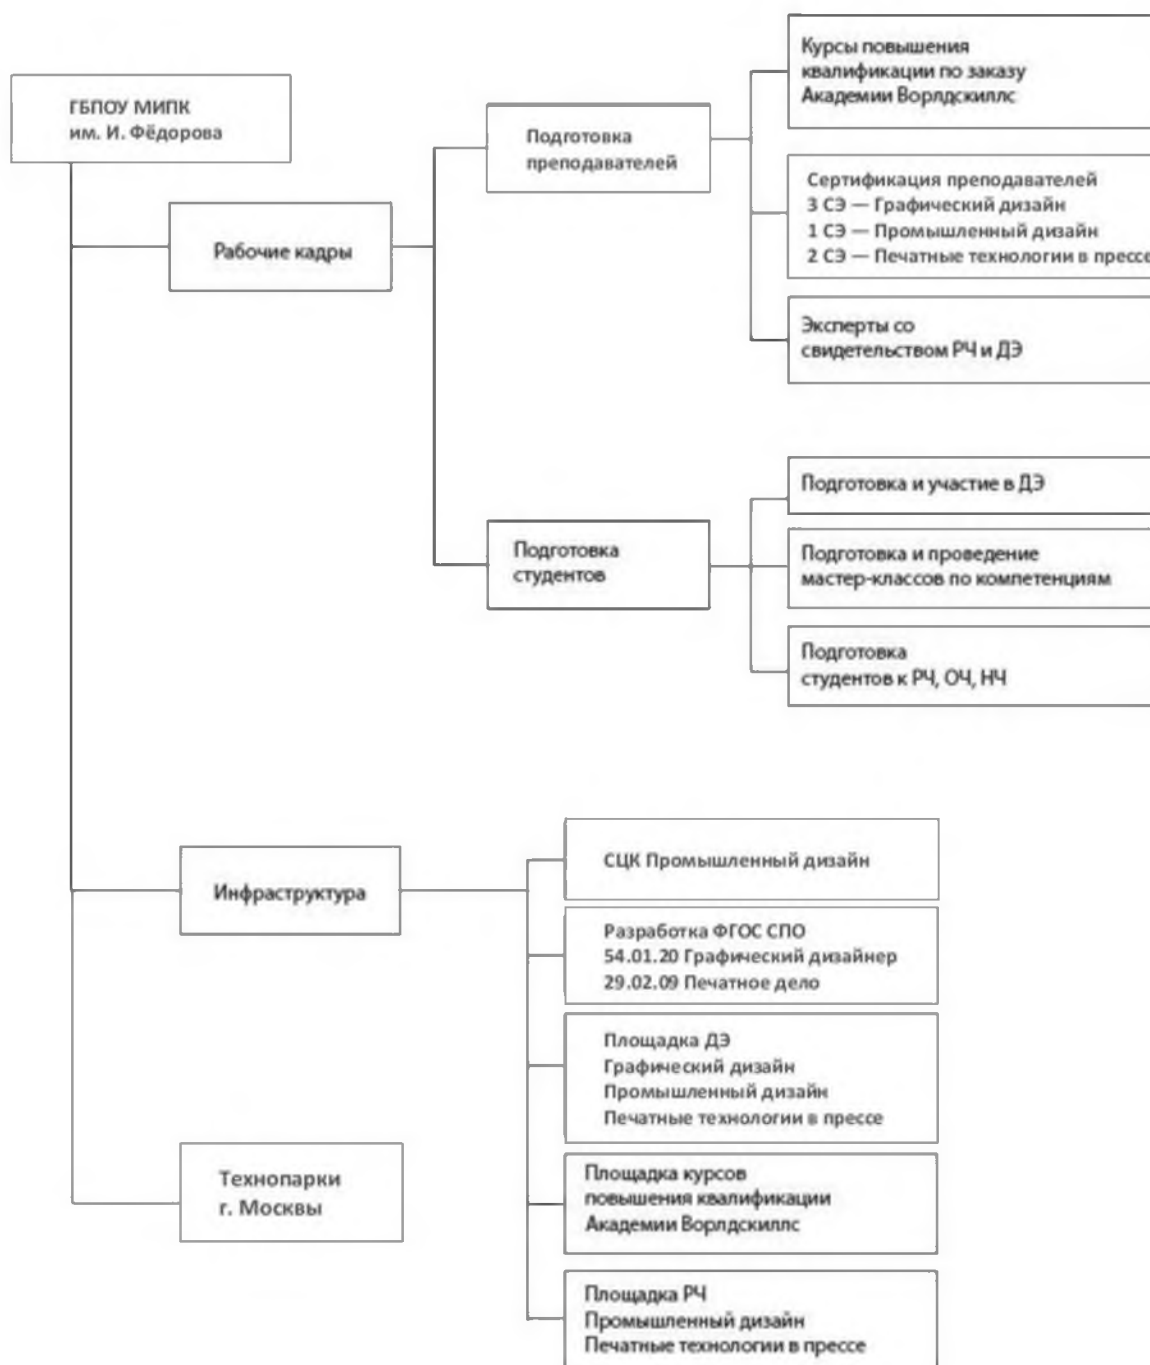 ГБПОУ МИПК
им. И. Фёдорова
Рабочие кадры
Подготовка
преподавателей
Курсы повышения
квалификации по заказу
Академии Ворлдскиллс
Сертификация преподавателей
3 СЭ — Графический дизайн
1 СЭ — Промышленный дизайн
2 СЭ — Печатные технологии в прессе
Эксперты со
свидетельством РЧ и ДЭ
Подготовка
студентов
Подготовка и участие в ДЭ
Подготовка и проведение
мастер-классов по компетенциям
Подготовка
студентов к РЧ, ОЧ, НЧ
Инфраструктура
СЦК Промышленный дизайн
Разработка ФГОС СПО
54.01.20 Графический дизайнер
29.02.09 Печатное дело
Площадка ДЭ
Графический дизайн
Промышленный дизайн
Печатные технологии в прессе
Площадка курсов
повышения квалификации
Академии Ворлдскиллс
Площадка РЧ
Промышленный дизайн
Печатные технологии в прессе
Технопарки
г. Москвы